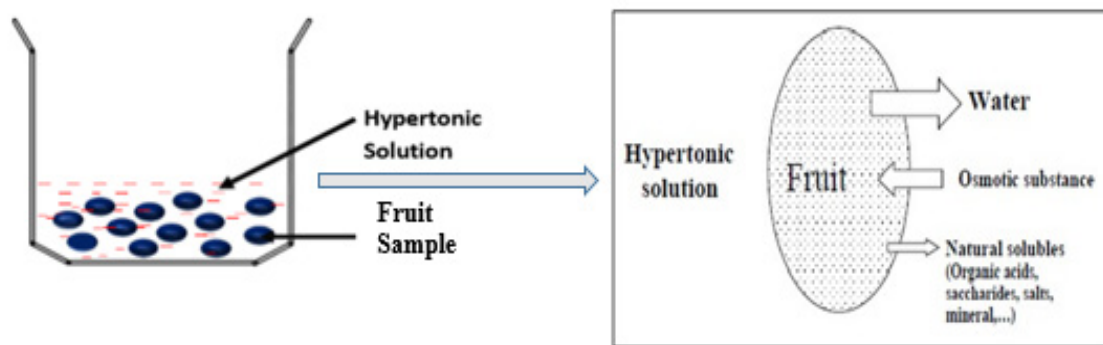 Hypertonic
Solution
Fruit
Sample
Hypertonic
solution
Fruit
Water
Osmotic substance
Natural solubles
(Organic acids,
saccharides, salts,
mineral,...)